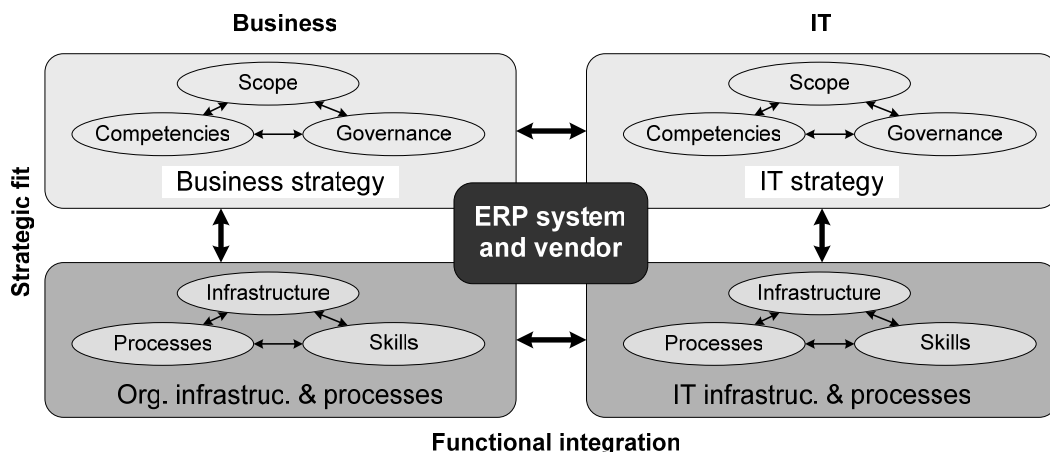 Business
IT
Scope
Competencies
Governance
Business strategy
Scope
Competencies
Governance
IT strategy
Strategic fit
ERP system
and vendor
Infrastructure
Processes
Skills
Org. infrastruc. & processes
Infrastructure
Processes
Skills
IT infrastruc. & processes
Functional integration